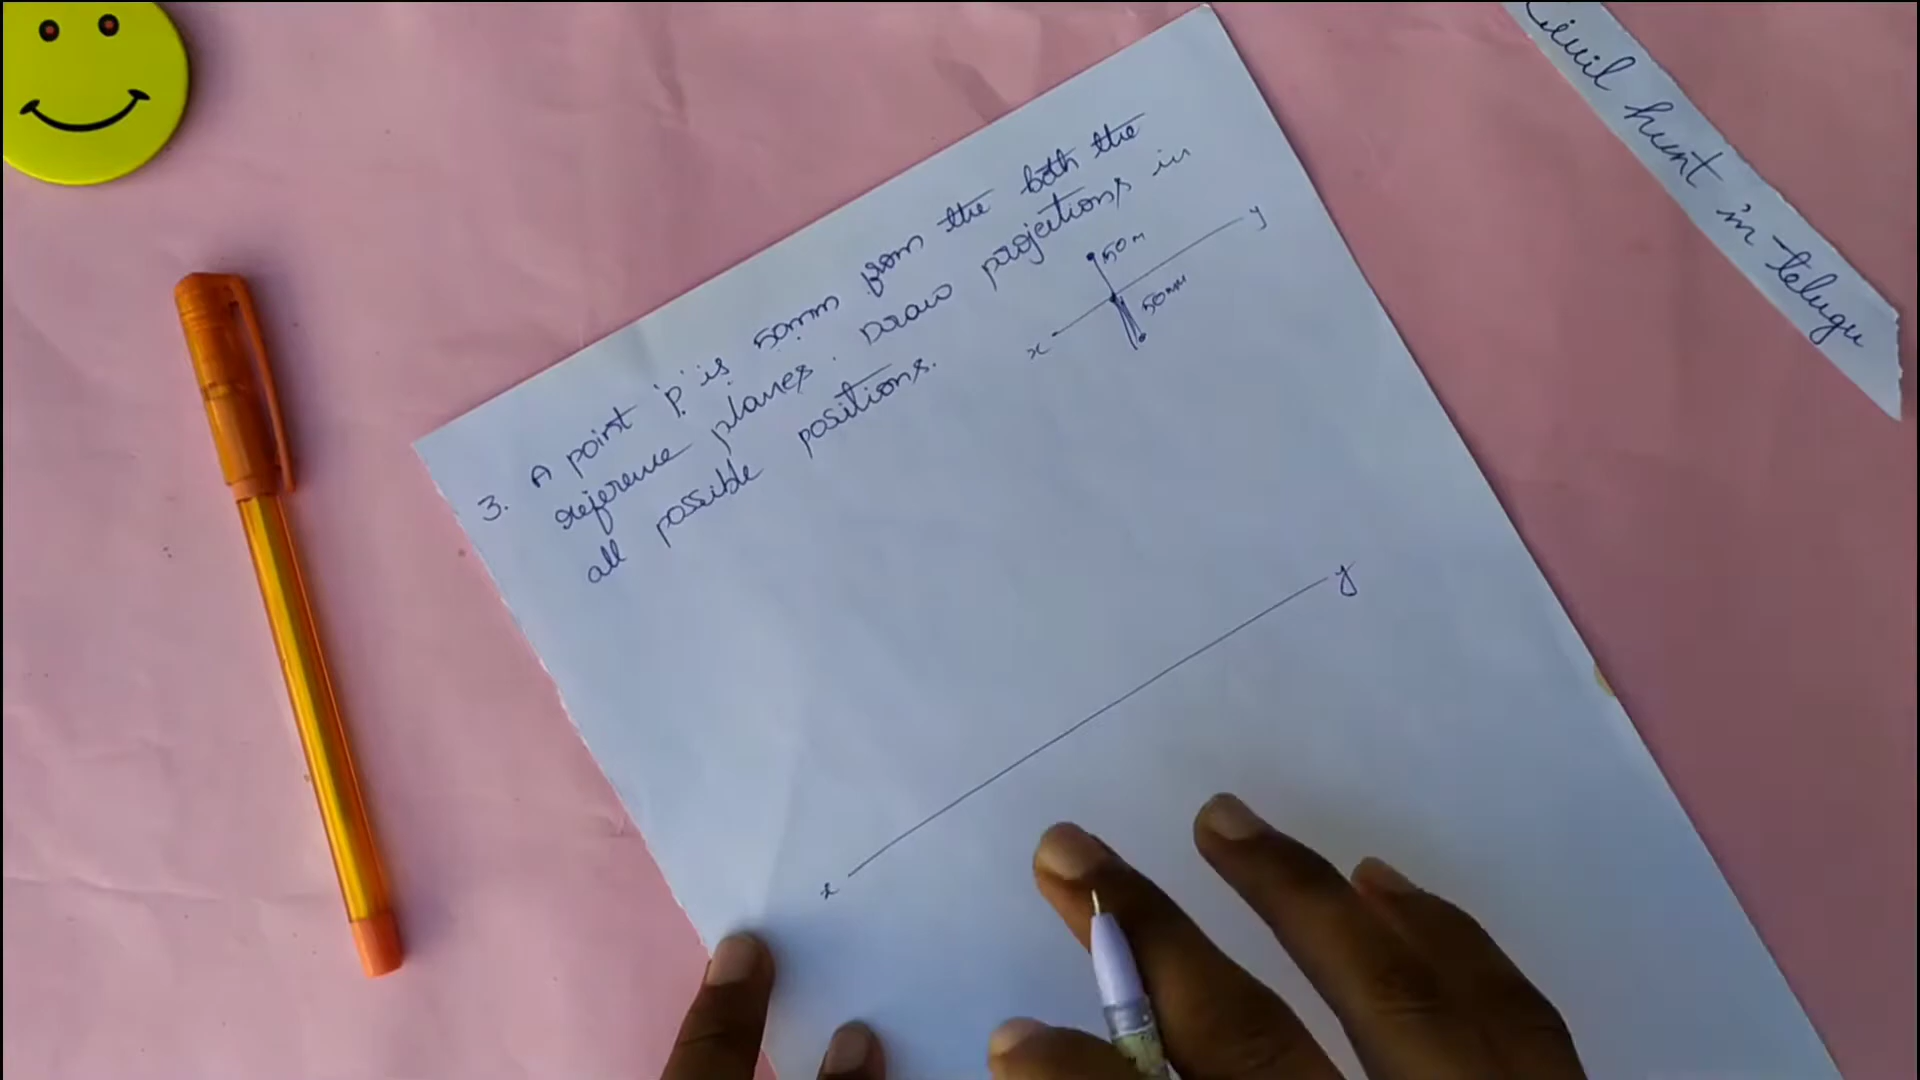 3. A point 'P' is 50mm from the both the
reference planes. Draw projections in
all possible positions.
50m
y
50mm
x
y
x
Civil hunt in telugu